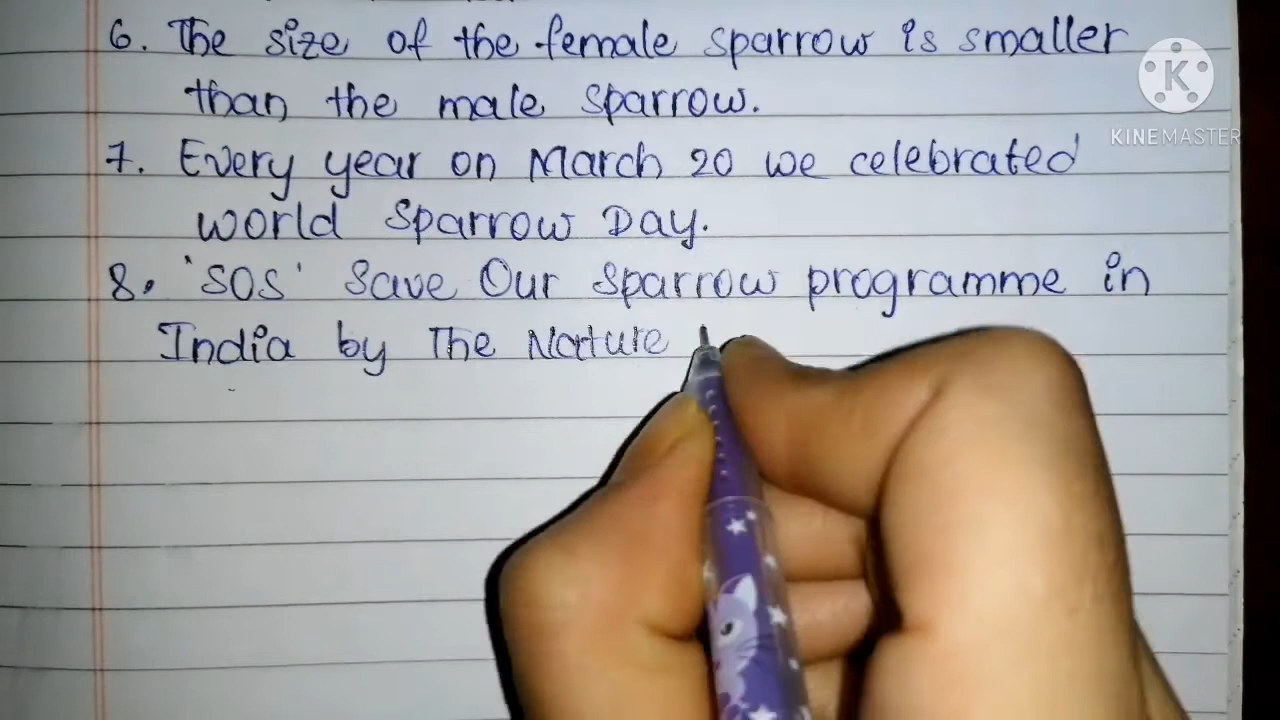 6. The size of the female sparrow is smaller
than the male sparrow.
K
KINEMASTER
7. Every year on March 20 we celebrated
world Sparrow Day.
8. 'SOS' Save Our Sparrow programme in
India by The Nature